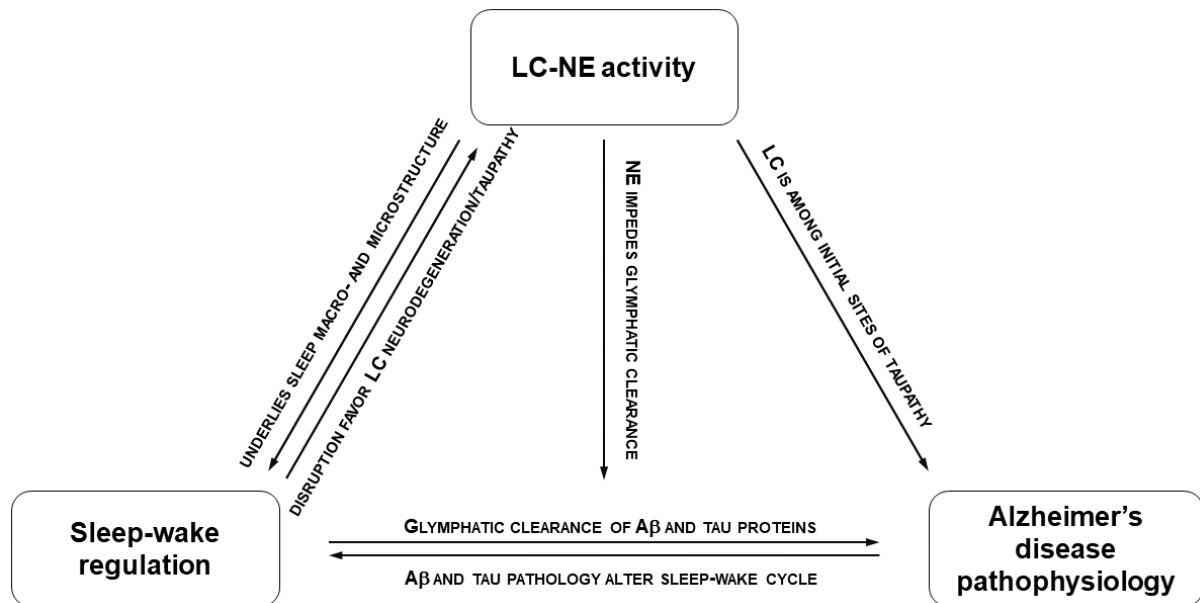 LC-NE activity
UNDERLIES SLEEP MACRO- AND MICROSTRUCTURE
DISRUPTION FAVOR LC NEURODEGENERATION/TAUPATHY
NE IMPEDES GLYMPHATIC CLEARANCE
LC IS AMONG INITIAL SITES OF TAUPATHY
Sleep-wake
regulation
GLYMPHATIC CLEARANCE OF Aβ AND TAU PROTEINS
Aβ AND TAU PATHOLOGY ALTER SLEEP-WAKE CYCLE
Alzheimer’s
disease
pathophysiology